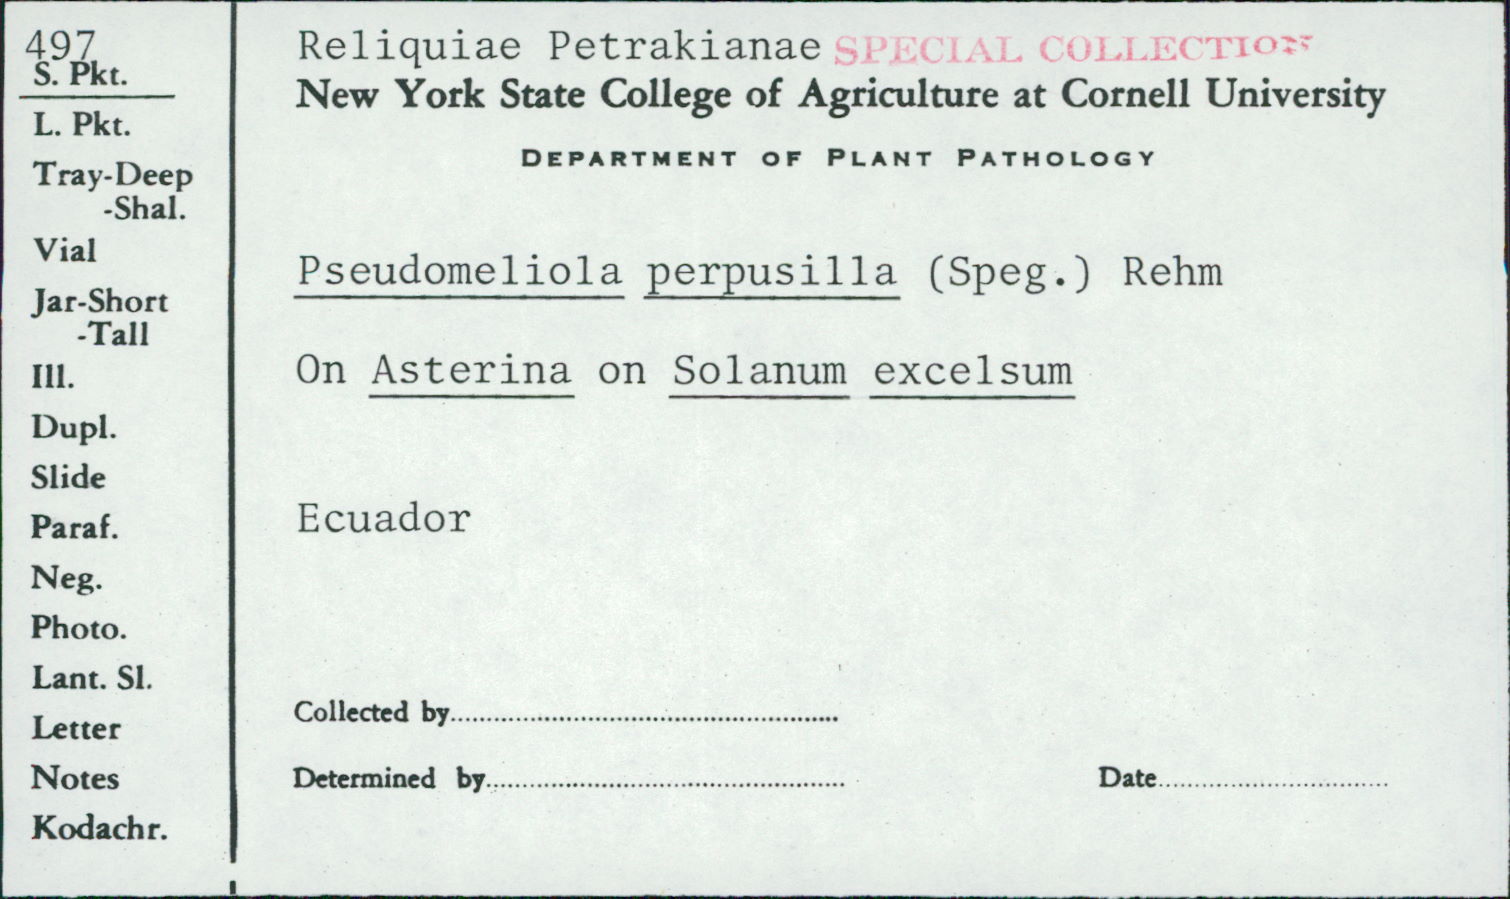 497
S. Pkt.
L. Pkt.
Tray-Deep
-Shal.
Vial
Jar-Short
-Tall
Ill.
Dupl.
Slide
Paraf.
Neg.
Photo.
Lant. Sl.
Letter
Notes
Kodachr.
Reliquiae Petrakianae SPECIAL COLLECTION
New York State College of Agriculture at Cornell University
DEPARTMENT OF PLANT PATHOLOGY
Pseudomeliola perpusilla (Speg.) Rehm
On Asterina on Solanum excelsum
Ecuador
Collected by
Determined by
Date